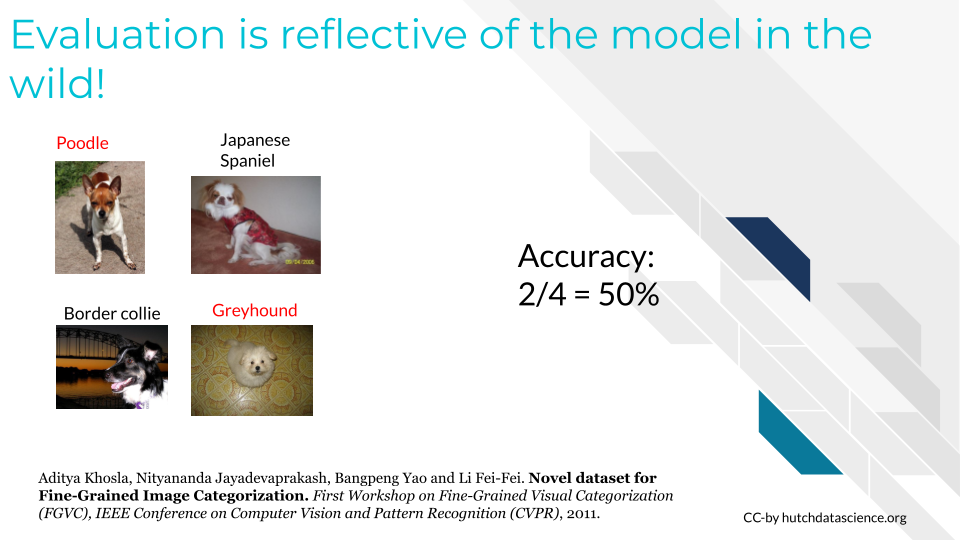 Evaluation is reflective of the model in the
wild!
Poodle
Japanese
Spaniel
Accuracy:
2/4 = 50%
Border collie
Greyhound
Aditya Khosla, Nityananda Jayadevaprakash, Bangpeng Yao and Li Fei-Fei. Novel dataset for
Fine-Grained Image Categorization. First Workshop on Fine-Grained Visual Categorization
(FGVC), IEEE Conference on Computer Vision and Pattern Recognition (CVPR), 2011.
CC-by hutchdatascience.org